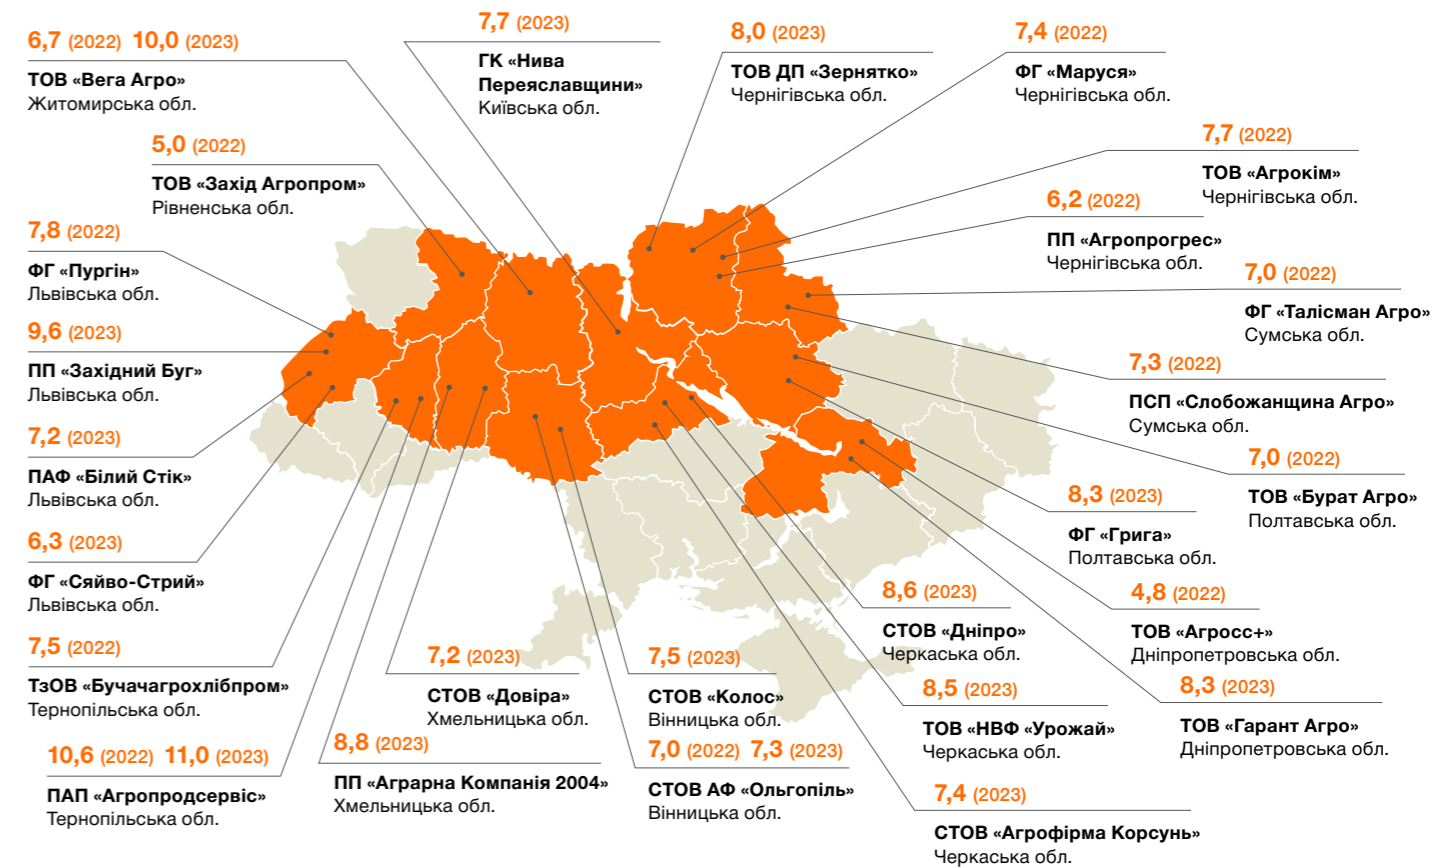 6,7 (2022) 10,0 (2023)
ТОВ «Вега Агро»
Житомирська обл.
7,7 (2023)
ГК «Нива
Переяславщини»
Київська обл.
8,0 (2023)
ТОВ ДП «Зернятко»
Чернігівська обл.
7,4 (2022)
ФГ «Маруся»
Чернігівська обл.
5,0 (2022)
ТОВ «Захід Агропром»
Рівненська обл.
7,7 (2022)
ТОВ «Агрокім»
Чернігівська обл.
6,2 (2022)
ПП «Агропрогрес»
Чернігівська обл.
7,8 (2022)
ФГ «Пургін»
Львівська обл.
7,0 (2022)
ФГ «Талісман Агро»
Сумська обл.
9,6 (2023)
ПП «Західний Буг»
Львівська обл.
7,3 (2022)
ПСП «Слобожанщина Агро»
Сумська обл.
7,2 (2023)
ПАФ «Білий Стік»
Львівська обл.
7,0 (2022)
ТОВ «Бурат Агро»
Полтавська обл.
8,3 (2023)
ФГ «Грига»
Полтавська обл.
6,3 (2023)
ФГ «Сяйво-Стрий»
Львівська обл.
8,6 (2023)
СТОВ «Дніпро»
Черкаська обл.
4,8 (2022)
ТОВ «Агросс+»
Дніпропетровська обл.
7,5 (2022)
ТзОВ «Бучачагрохлібпром»
Тернопільська обл.
7,2 (2023)
СТОВ «Довіра»
Хмельницька обл.
7,5 (2023)
СТОВ «Колос»
Вінницька обл.
8,5 (2023)
ТОВ «НВФ «Урожай»
Черкаська обл.
8,3 (2023)
ТОВ «Гарант Агро»
Дніпропетровська обл.
10,6 (2022) 11,0 (2023)
ПАП «Агропродсервіс»
Тернопільська обл.
8,8 (2023)
ПП «Аграрна Компанія 2004»
Хмельницька обл.
7,0 (2022) 7,3 (2023)
СТОВ АФ «Ольгопіль»
Вінницька обл.
7,4 (2023)
СТОВ «Агрофірма Корсунь»
Черкаська обл.